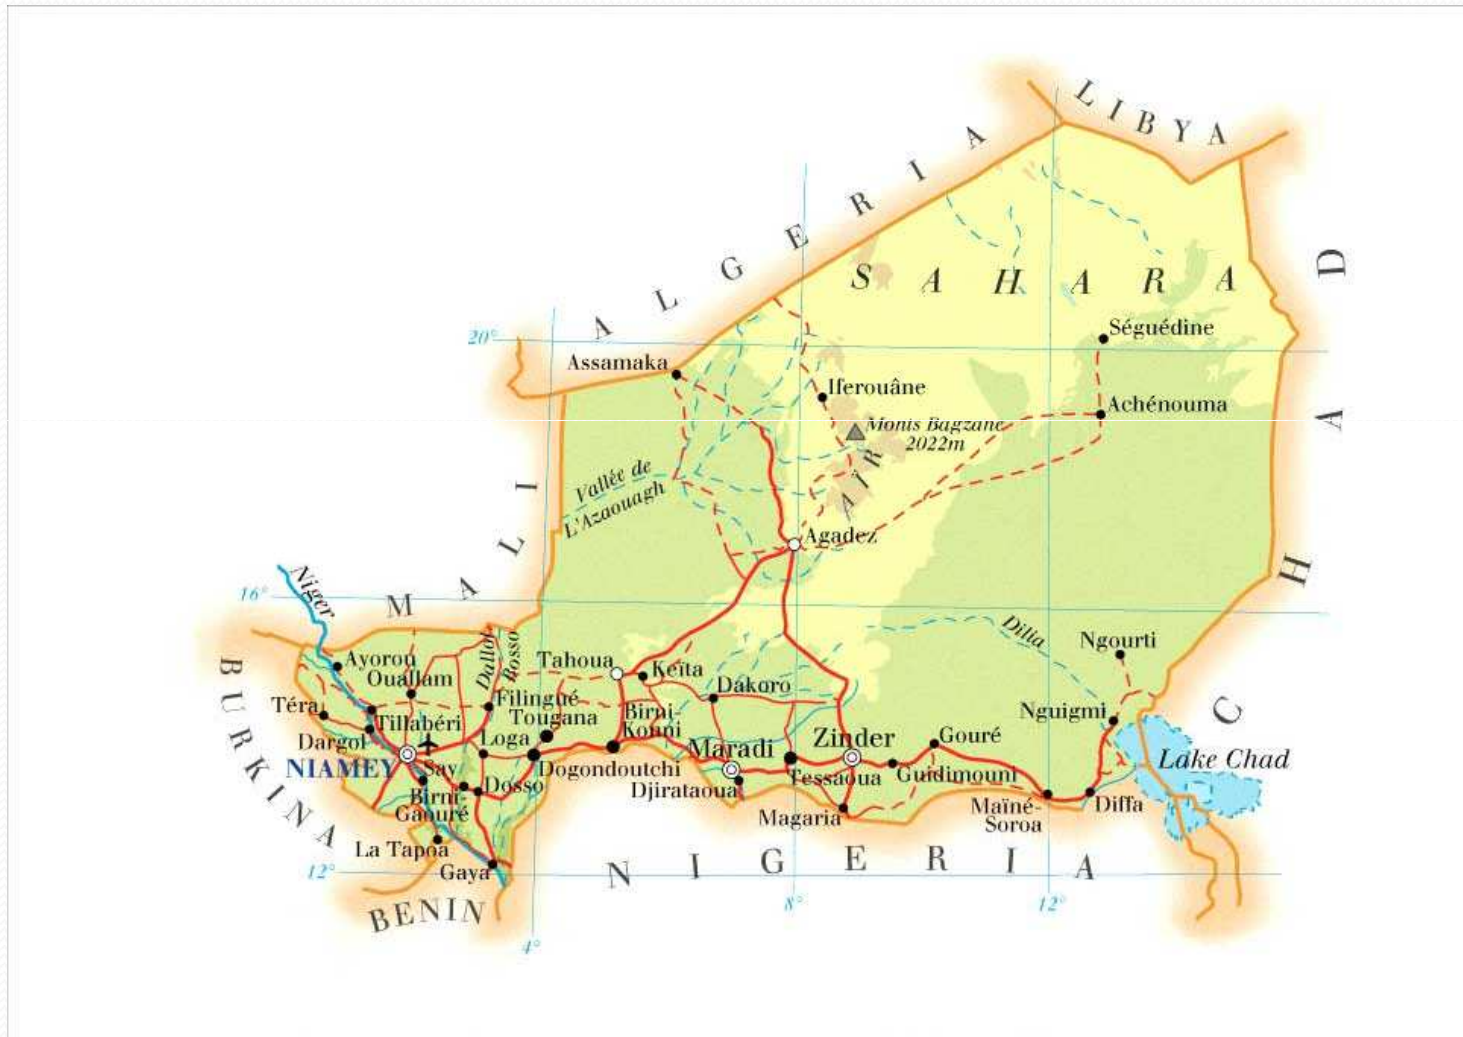 LIBYA
ALGERIA
SAHARA
CHAD
20°
Séguédine
Assamaka
Iferouâne
Achénouma
Monts Bagzane
2022m
AÏR
Vallée de
L'Azaouagh
MALI
Agadez
16°
Niger
Dallol
Bosso
Dilia
Ngourti
Ayorou
Ouallam
Tahoua
Keïta
Dakoro
BURKINA
Téra
Filingué
Tillabéri
Tougana
Birni-
Kouni
Nguigmi
Dargol
Loga
Maradi
Zinder
Gouré
Lake Chad
NIAMEY
Say
Dosso
Dogondoutchi
Djirataoua
Tessaoua
Guidimouni
Birni-
Gaouré
Magaria
Maïné-
Soroa
Diffa
La Tapoa
Gaya
NIGERIA
12°
BENIN
4°
8°
12°